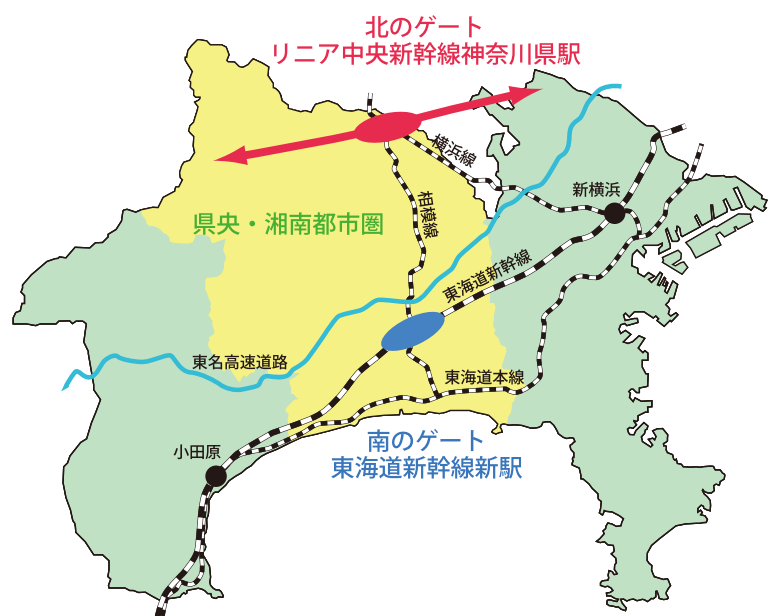 北のゲート
リニア中央新幹線神奈川県駅
横浜線
新横浜
相模線
県央・湘南都市圏
東海道新幹線
東名高速道路
東海道本線
南のゲート
東海道新幹線新駅
小田原